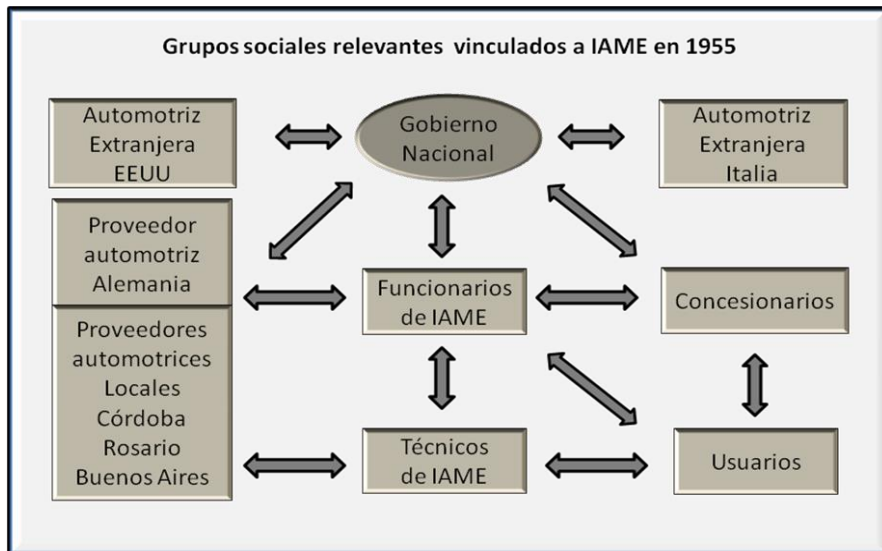 Grupos sociales relevantes vinculados a IAME en 1955
Automotriz
Extranjera
EEUU
Gobierno
Nacional
Automotriz
Extranjera
Italia
Proveedor
automotriz
Alemania
Funcionarios
de IAME
Concesionarios
Proveedores
automotrices
Locales
Córdoba
Rosario
Buenos Aires
Técnicos
de IAME
Usuarios